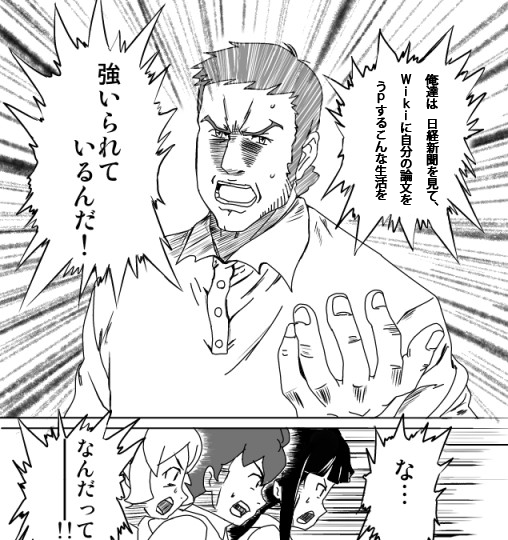 俺達は 日経新聞を見て、
Wikiに自分の論文を
うpするこんな生活を
強いられて
いるんだ！
な…
なんだって
――!!